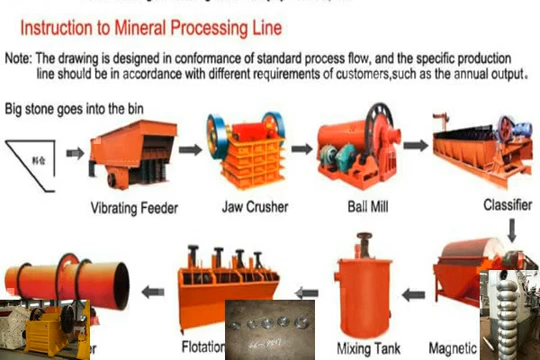 Instruction to Mineral Processing Line
Note: The drawing is designed in conformance of standard process flow, and the specific production
line should be in accordance with different requirements of customers,such as the annual output.
Big stone goes into the bin
料仓
Vibrating Feeder
Jaw Crusher
Ball Mill
Classifier
Flotation
Mixing Tank
Magnetic